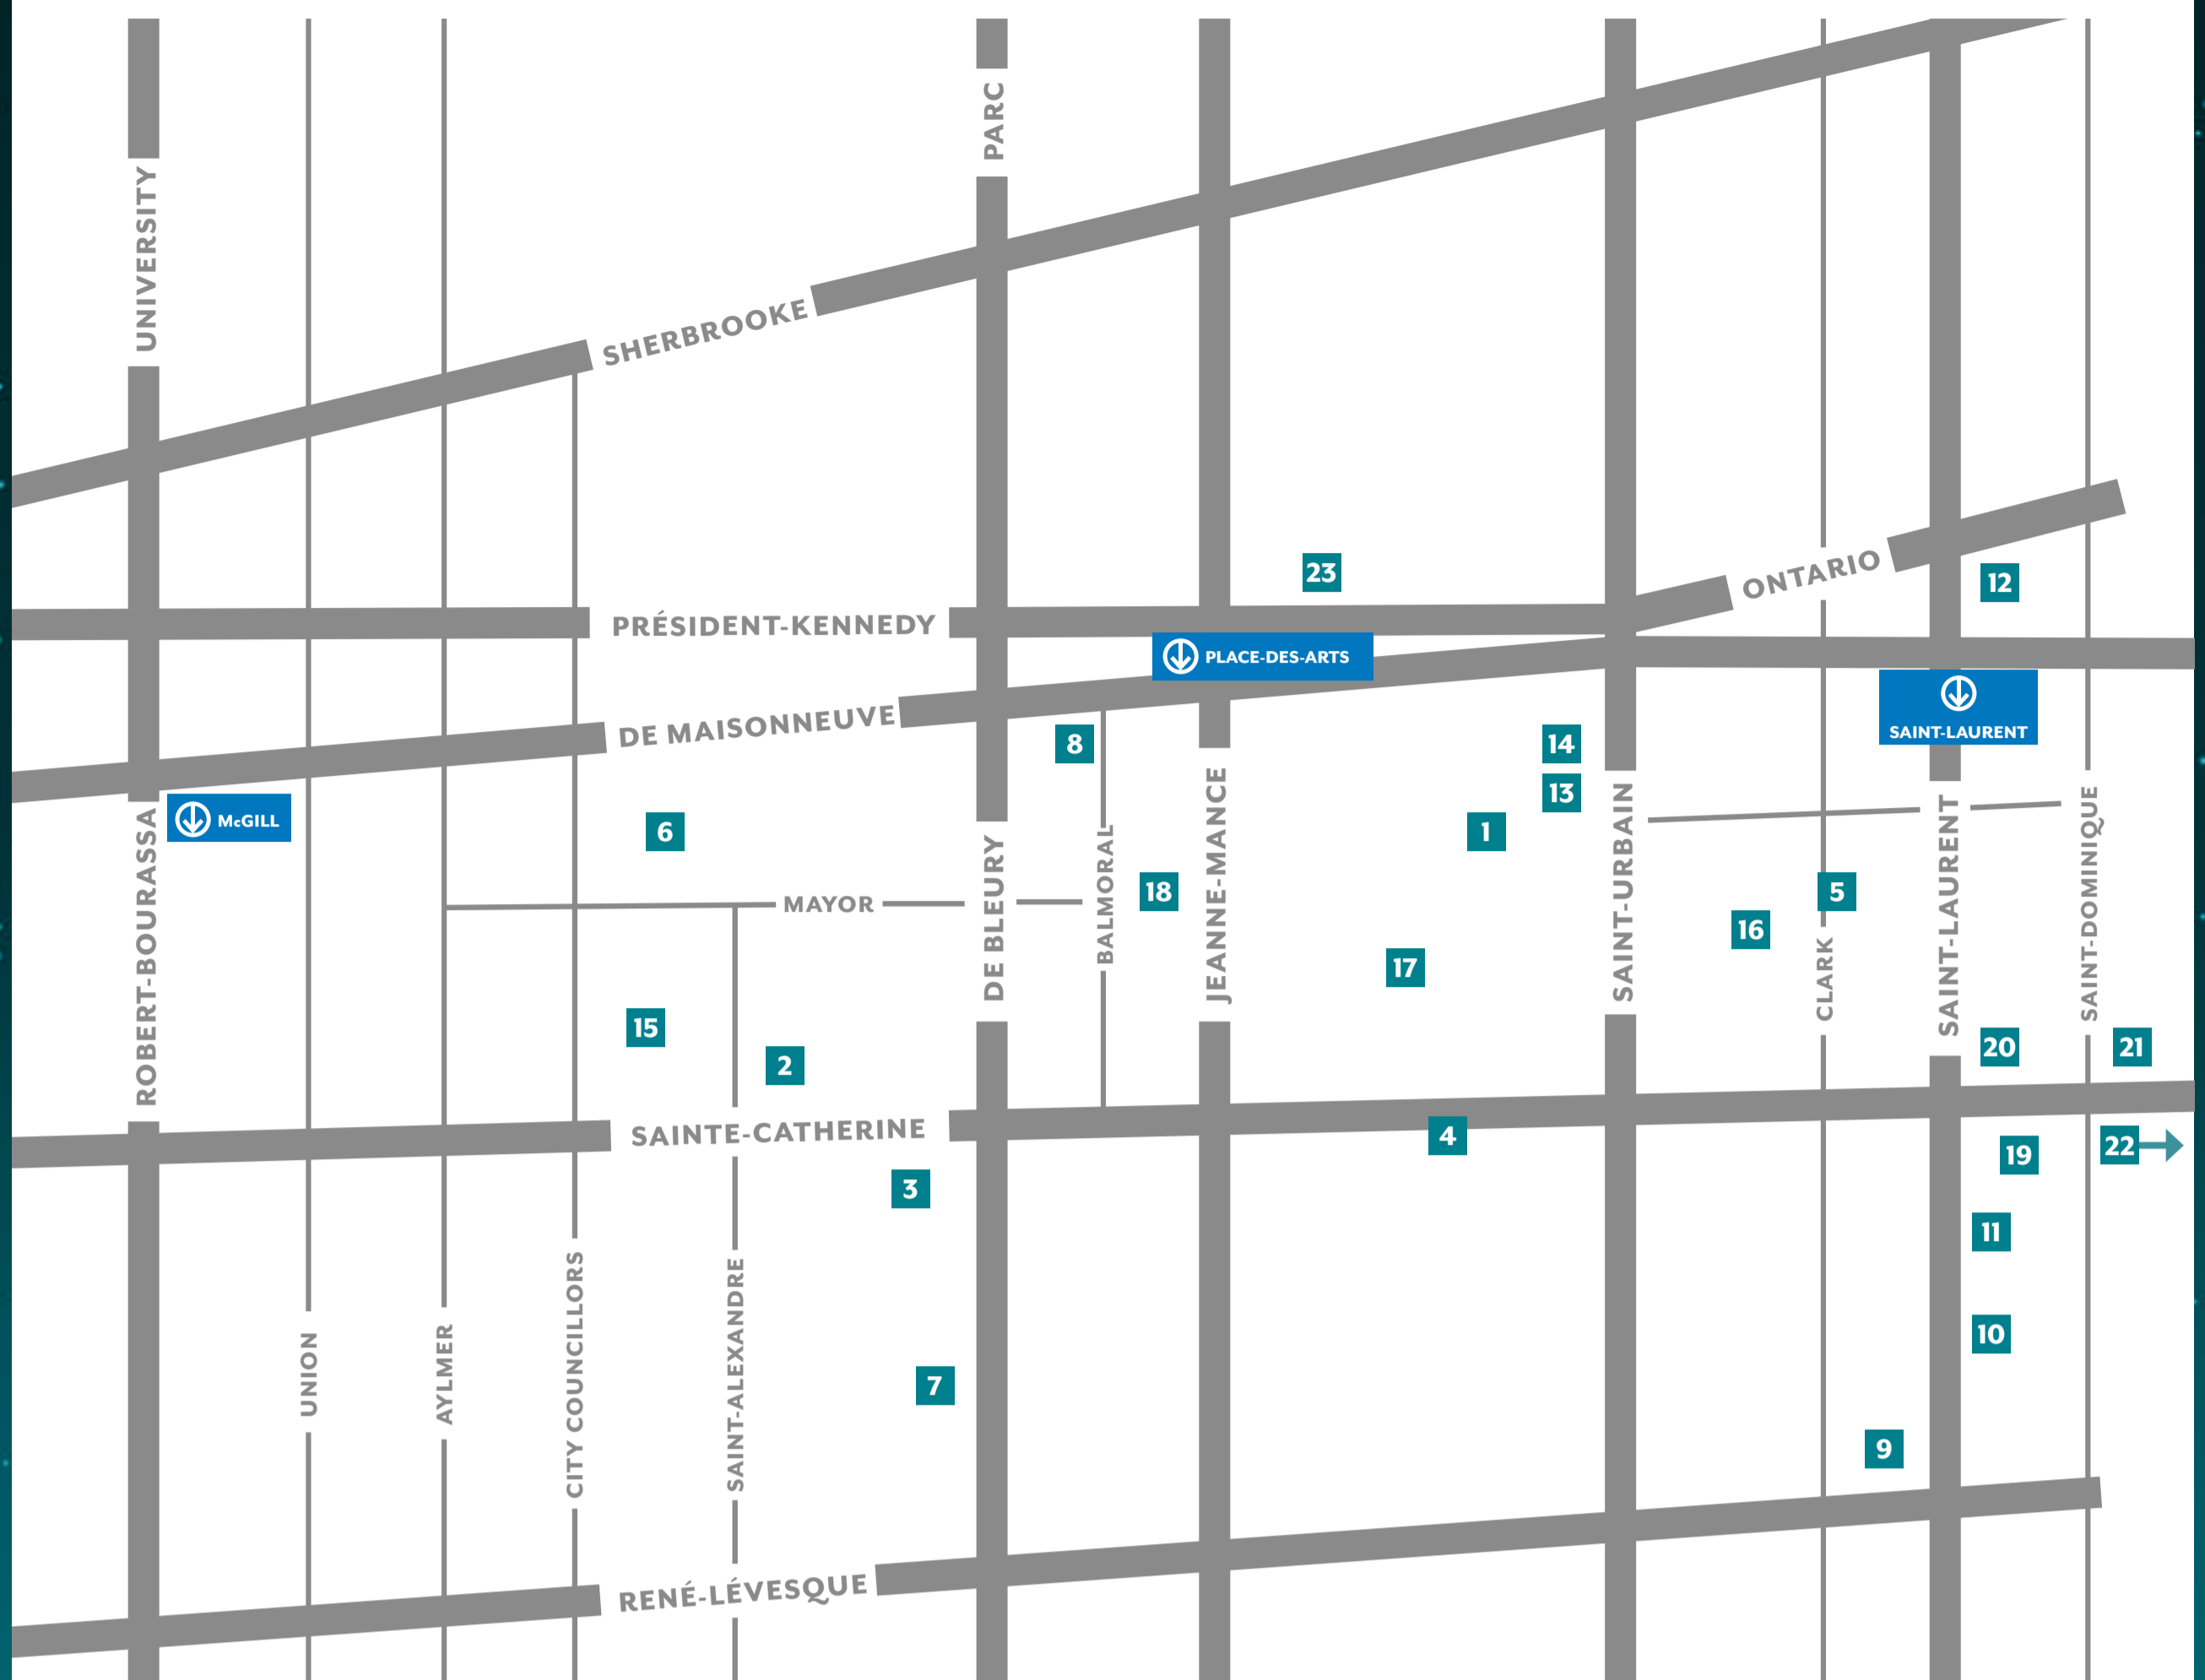 PARC
UNIVERSITY
SHERBROOKE
23
ONTARIO
12
PRÉSIDENT-KENNEDY
PLACE-DES-ARTS
DE MAISONNEUVE
SAINT-LAURENT
8
14
13
McGILL
6
1
MAYOR
18
5
16
17
ROBERT-BOURASSA
DE BLEURY
BALMORAL
JEANNE-MANCE
SAINT-URBAIN
CLARK
SAINT-LAURENT
SAINT-DOMINIQUE
15
2
20
21
SAINTE-CATHERINE
4
19
22
3
11
10
UNION
AYLMER
CITY COUNCILLORS
SAINT-ALEXANDRE
7
9
RENÉ-LÉVESQUE